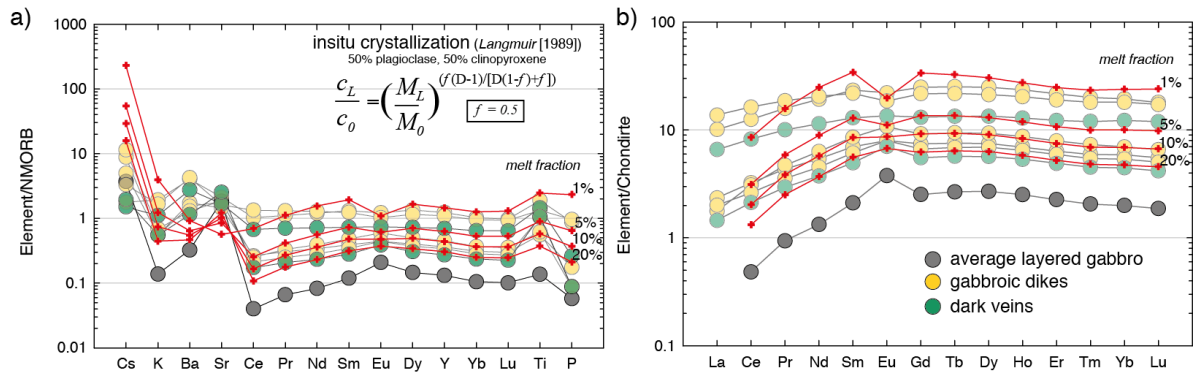 a)
insitu crystallization (Langmuir [1989])
50% plagioclase, 50% clinopyroxene
c_L/c_0 = (M_L/M_0)^(f(D-1)/[D(1-f)+f])
f = 0.5
melt fraction
1%
5%
10%
20%
Element/NMORB
1000
100
10
1
0.1
0.01
Cs K Ba Sr Ce Pr Nd Sm Eu Dy Y Yb Lu Ti P
b)
melt fraction
1%
5%
10%
20%
Element/Chondirte
100
10
1
0.1
average layered gabbro
gabbroic dikes
dark veins
La Ce Pr Nd Sm Eu Gd Tb Dy Ho Er Tm Yb Lu